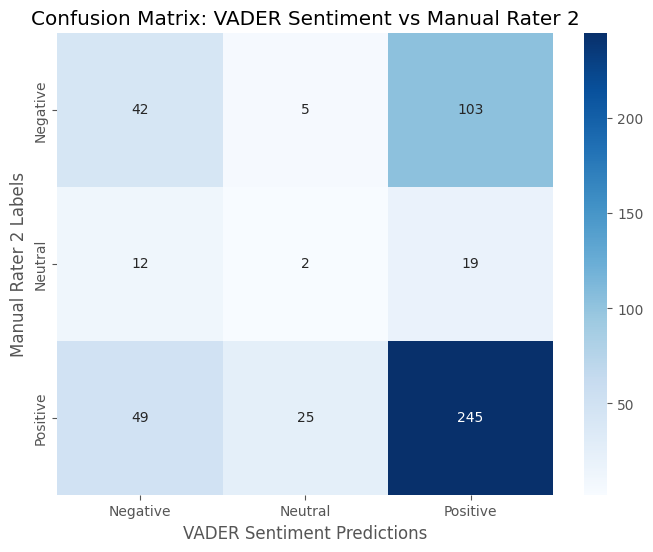 Confusion Matrix: VADER Sentiment vs Manual Rater 2
Manual Rater 2 Labels
Negative
42 5 103
Neutral
12 2 19
Positive
49 25 245
Negative Neutral Positive
VADER Sentiment Predictions
200
150
100
50